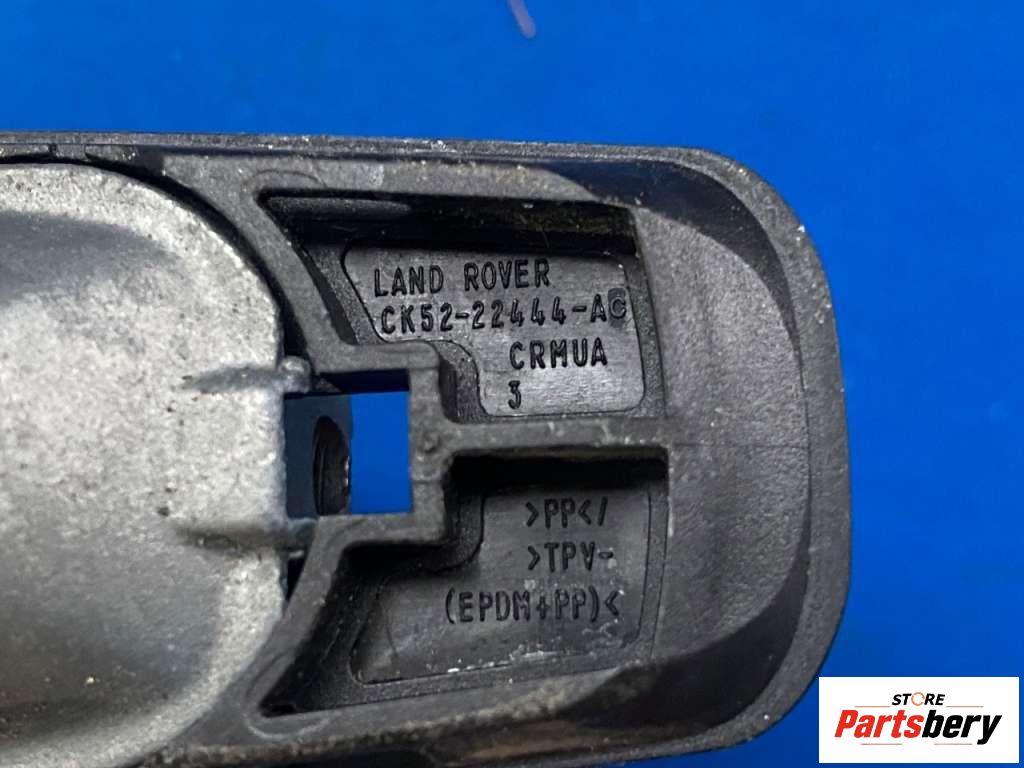 LAND ROVER
CK52-22444-AC
CRMUA
3
>PP</
>TPV-
(EPDM+PP)<
STORE
Partsbery